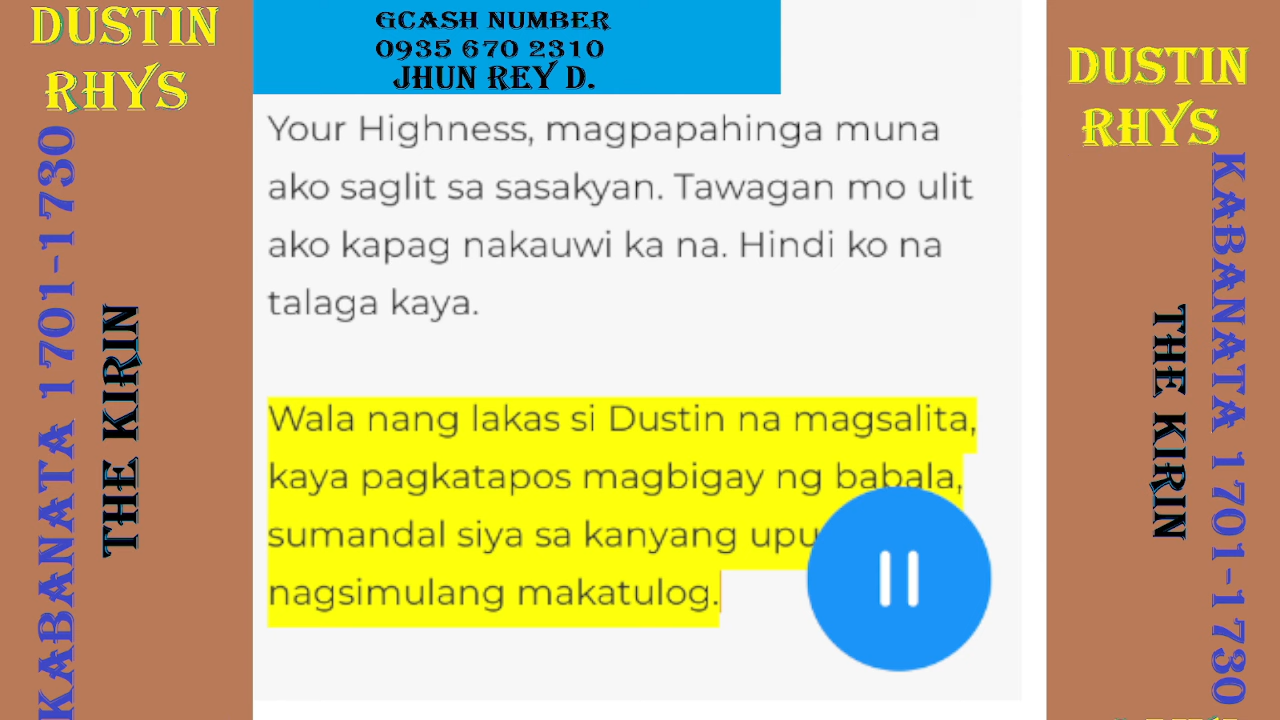 DUSTIN
RHYS
KABANATA 1701-1730
THE KIRIN
GCASH NUMBER
0935 670 2310
JHUN REY D.
Your Highness, magpapahinga muna
ako saglit sa sasakyan. Tawagan mo ulit
ako kapag nakauwi ka na. Hindi ko na
talaga kaya.
Wala nang lakas si Dustin na magsalita,
kaya pagkatapos magbigay ng babala,
sumandal siya sa kanyang
nagsimulang makatulog.
DUSTIN
RHYS
KABANATA 1701-1730
THE KIRIN